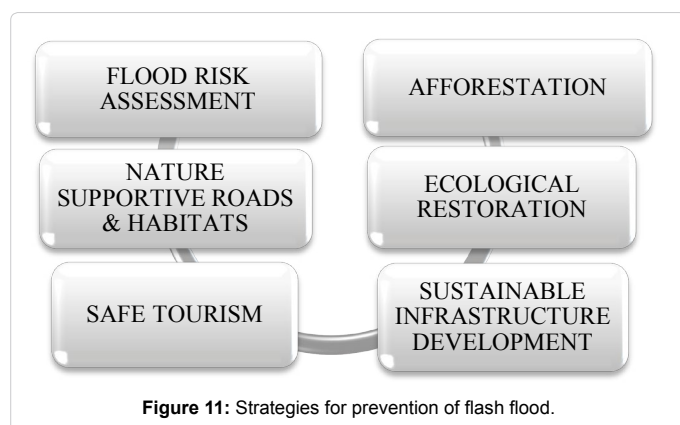 FLOOD RISK
ASSESSMENT
NATURE
SUPPORTIVE ROADS
& HABITATS
SAFE TOURISM
SUSTAINABLE
INFRASTRUCTURE
DEVELOPMENT
ECOLOGICAL
RESTORATION
AFFORESTATION
Figure 11: Strategies for prevention of flash flood.